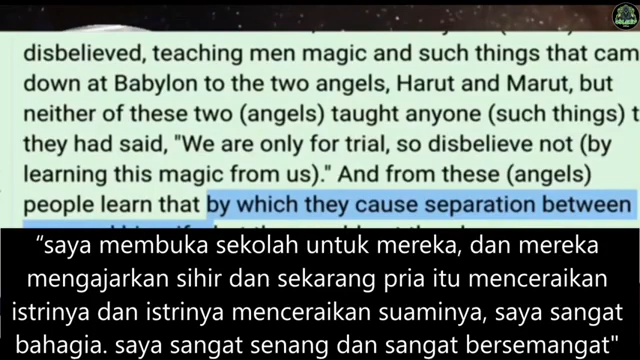 disbelieved, teaching men magic and such things that cam
down at Babylon to the two angels, Harut and Marut, but
neither of these two (angels) taught anyone (such things) t
they had said, "We are only for trial, so disbelieve not (by
learning this magic from us)." And from these (angels)
people learn that by which they cause separation between
“saya membuka sekolah untuk mereka, dan mereka
mengajarkan sihir dan sekarang pria itu menceraikan
istrinya dan istrinya menceraikan suaminya, saya sangat
bahagia. saya sangat senang dan sangat bersemangat"